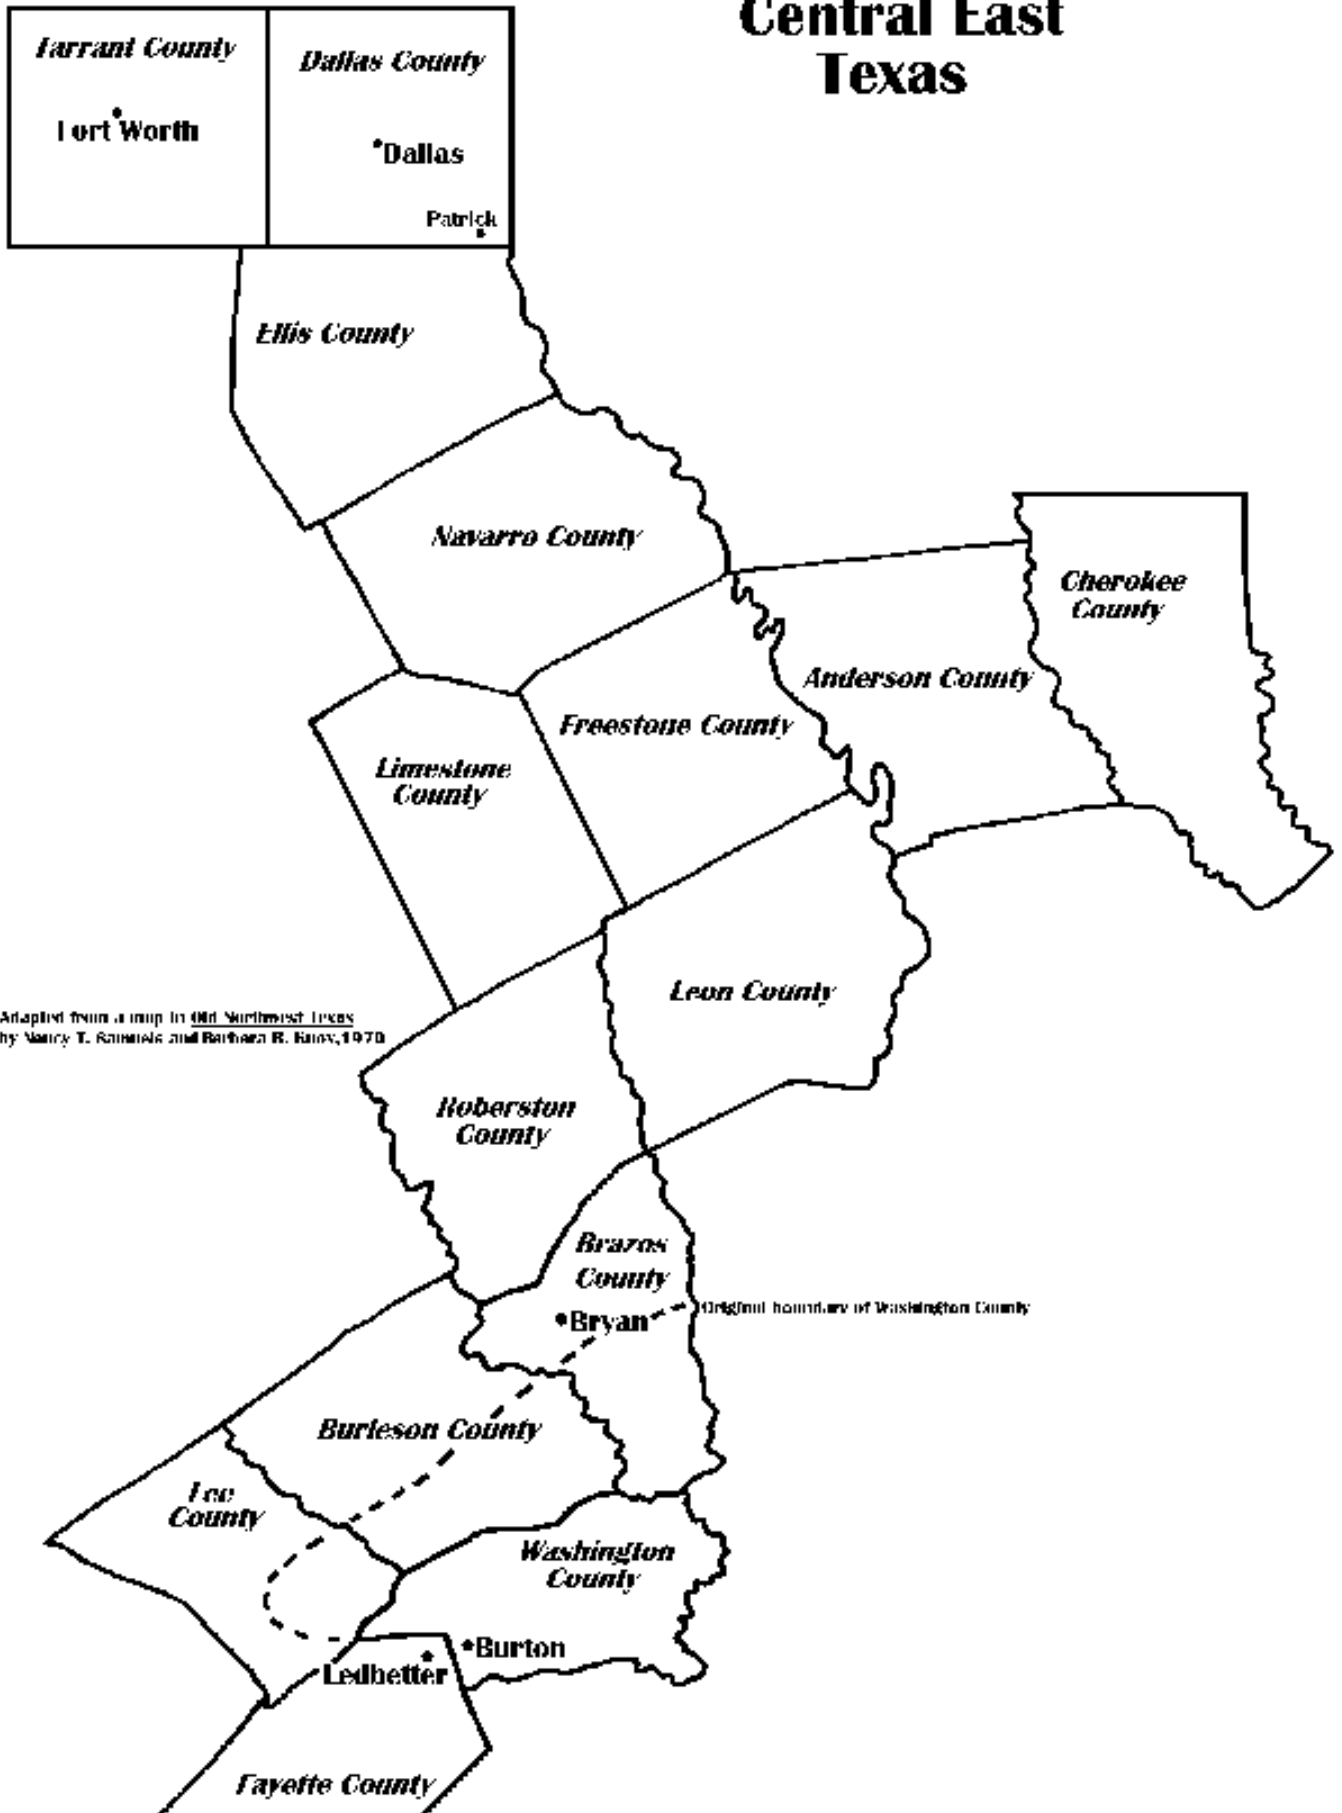 Central East
Texas
Tarrant County
Dallas County
Fort Worth
Dallas
Patrick
Ellis County
Navarro County
Cherokee
County
Anderson County
Freestone County
Limestone
County
Leon County
Adapted from a map in Old Northwest Texas
by Nancy T. Samuels and Barbara R. Knox, 1970
Roberston
County
Brazos
County
Bryan
Original boundary of Washington County
Burleson County
Lee
County
Washington
County
Burton
Ledbetter
Fayette County